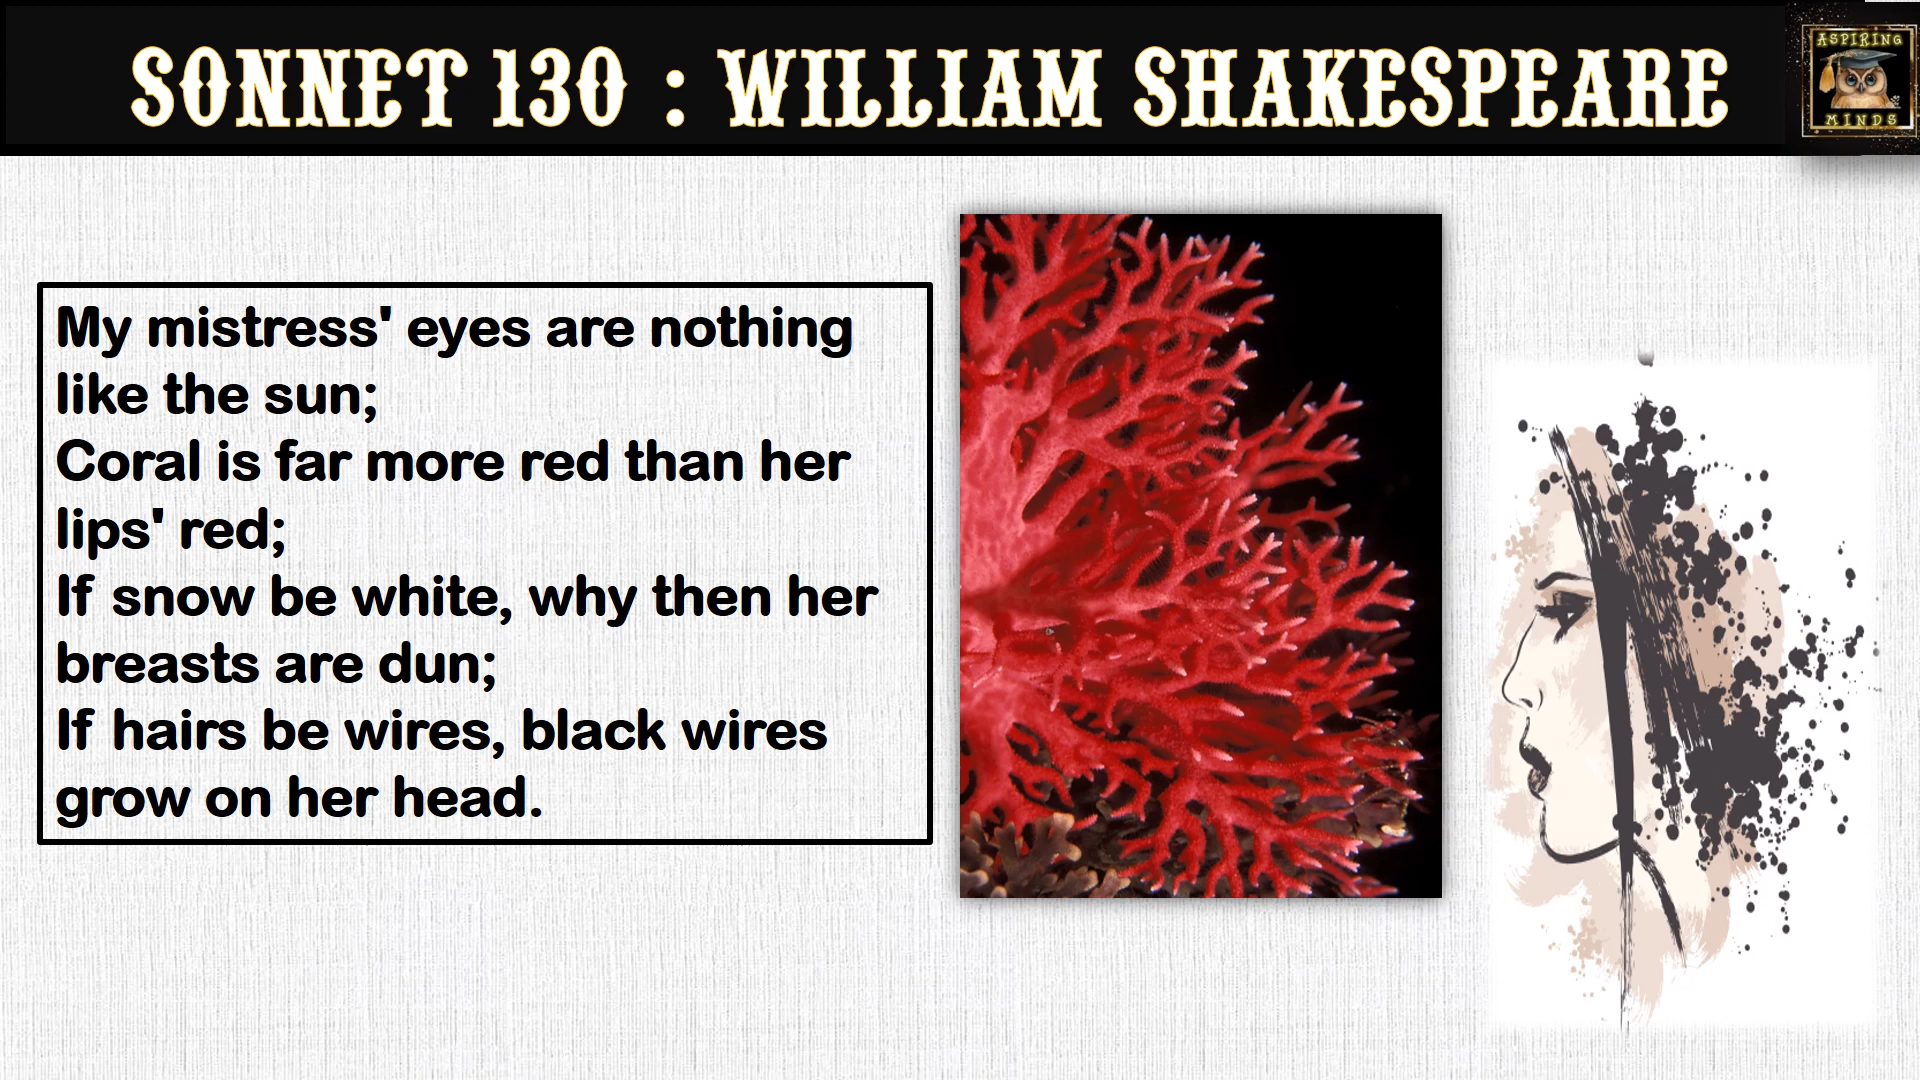 SONNET 130 : WILLIAM SHAKESPEARE
ASPIRING
MINDS
My mistress' eyes are nothing
like the sun;
Coral is far more red than her
lips' red;
If snow be white, why then her
breasts are dun;
If hairs be wires, black wires
grow on her head.